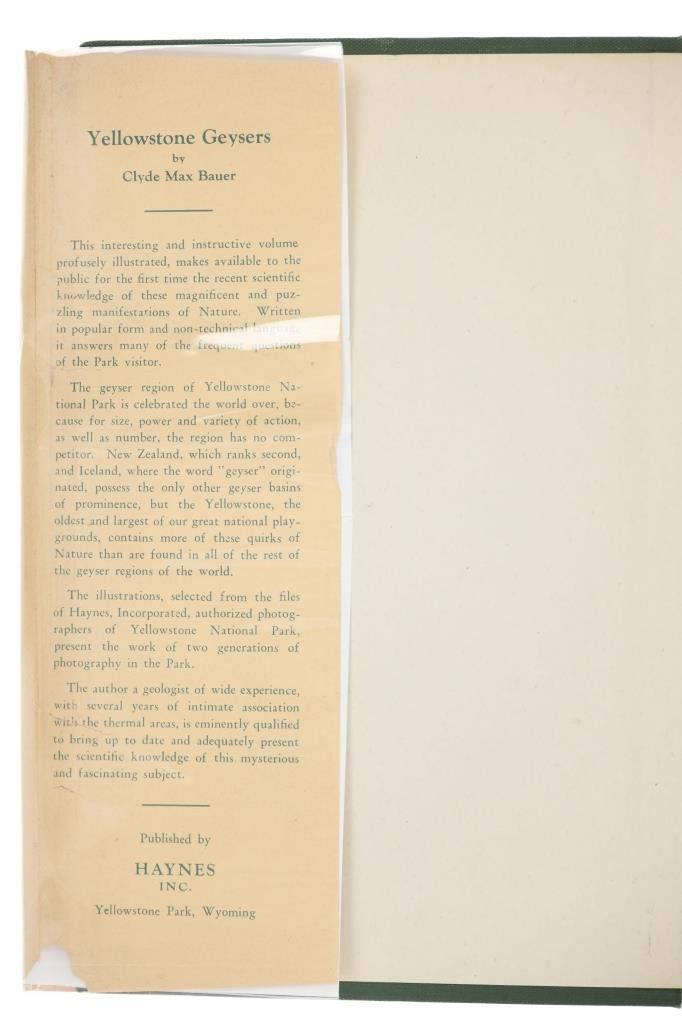 Yellowstone Geysers
by
Clyde Max Bauer
This interesting and instructive volume
profusely illustrated, makes available to the
public for the first time the recent scientific
knowledge of these magnificent and puz-
zling manifestations of Nature. Written
in popular form and non-technical language
it answers many of the frequent questions
of the Park visitor.
The geyser region of Yellowstone Na-
tional Park is celebrated the world over, be-
cause for size, power and variety of action,
as well as number, the region has no com-
petitor. New Zealand, which ranks second,
and Iceland, where the word "geyser" origi-
nated, possess the only other geyser basins
of prominence, but the Yellowstone, the
oldest and largest of our great national play-
grounds, contains more of these quirks of
Nature than are found in all of the rest of
the geyser regions of the world.
The illustrations, selected from the files
of Haynes, Incorporated, authorized photog-
raphers of Yellowstone National Park,
present the work of two generations of
photography in the Park.
The author a geologist of wide experience,
with several years of intimate association
with the thermal areas, is eminently qualified
to bring up to date and adequately present
the scientific knowledge of this mysterious
and fascinating subject.
Published by
HAYNES
INC.
Yellowstone Park, Wyoming